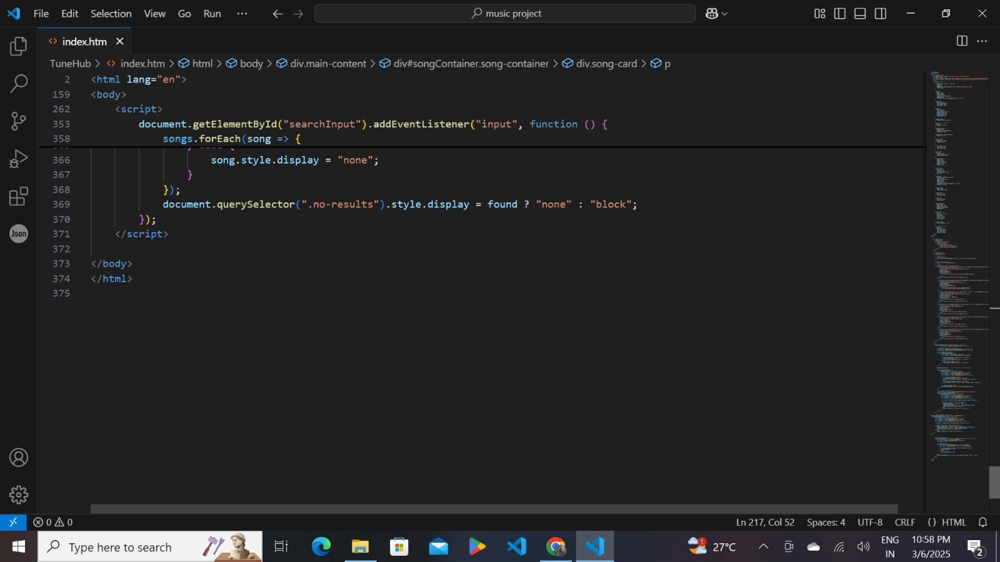 File Edit Selection View Go Run ··· music project
index.htm
TuneHub > index.htm > html > body > div.main-content > div#songContainer.song-container > div.song-card > p
2 <html lang="en">
159 <body>
262 <script>
353 document.getElementById("searchInput").addEventListener("input", function () {
358 songs.forEach(song => {
366 song.style.display = "none";
367 }
368 });
369 document.querySelector(".no-results").style.display = found ? "none" : "block";
370 });
371 </script>
372
373 </body>
374 </html>
375
Json
0 0 Ln 217, Col 52 Spaces: 4 UTF-8 CRLF {} HTML
Type here to search 1 27°C ENG IN 10:58 PM 3/6/2025 2